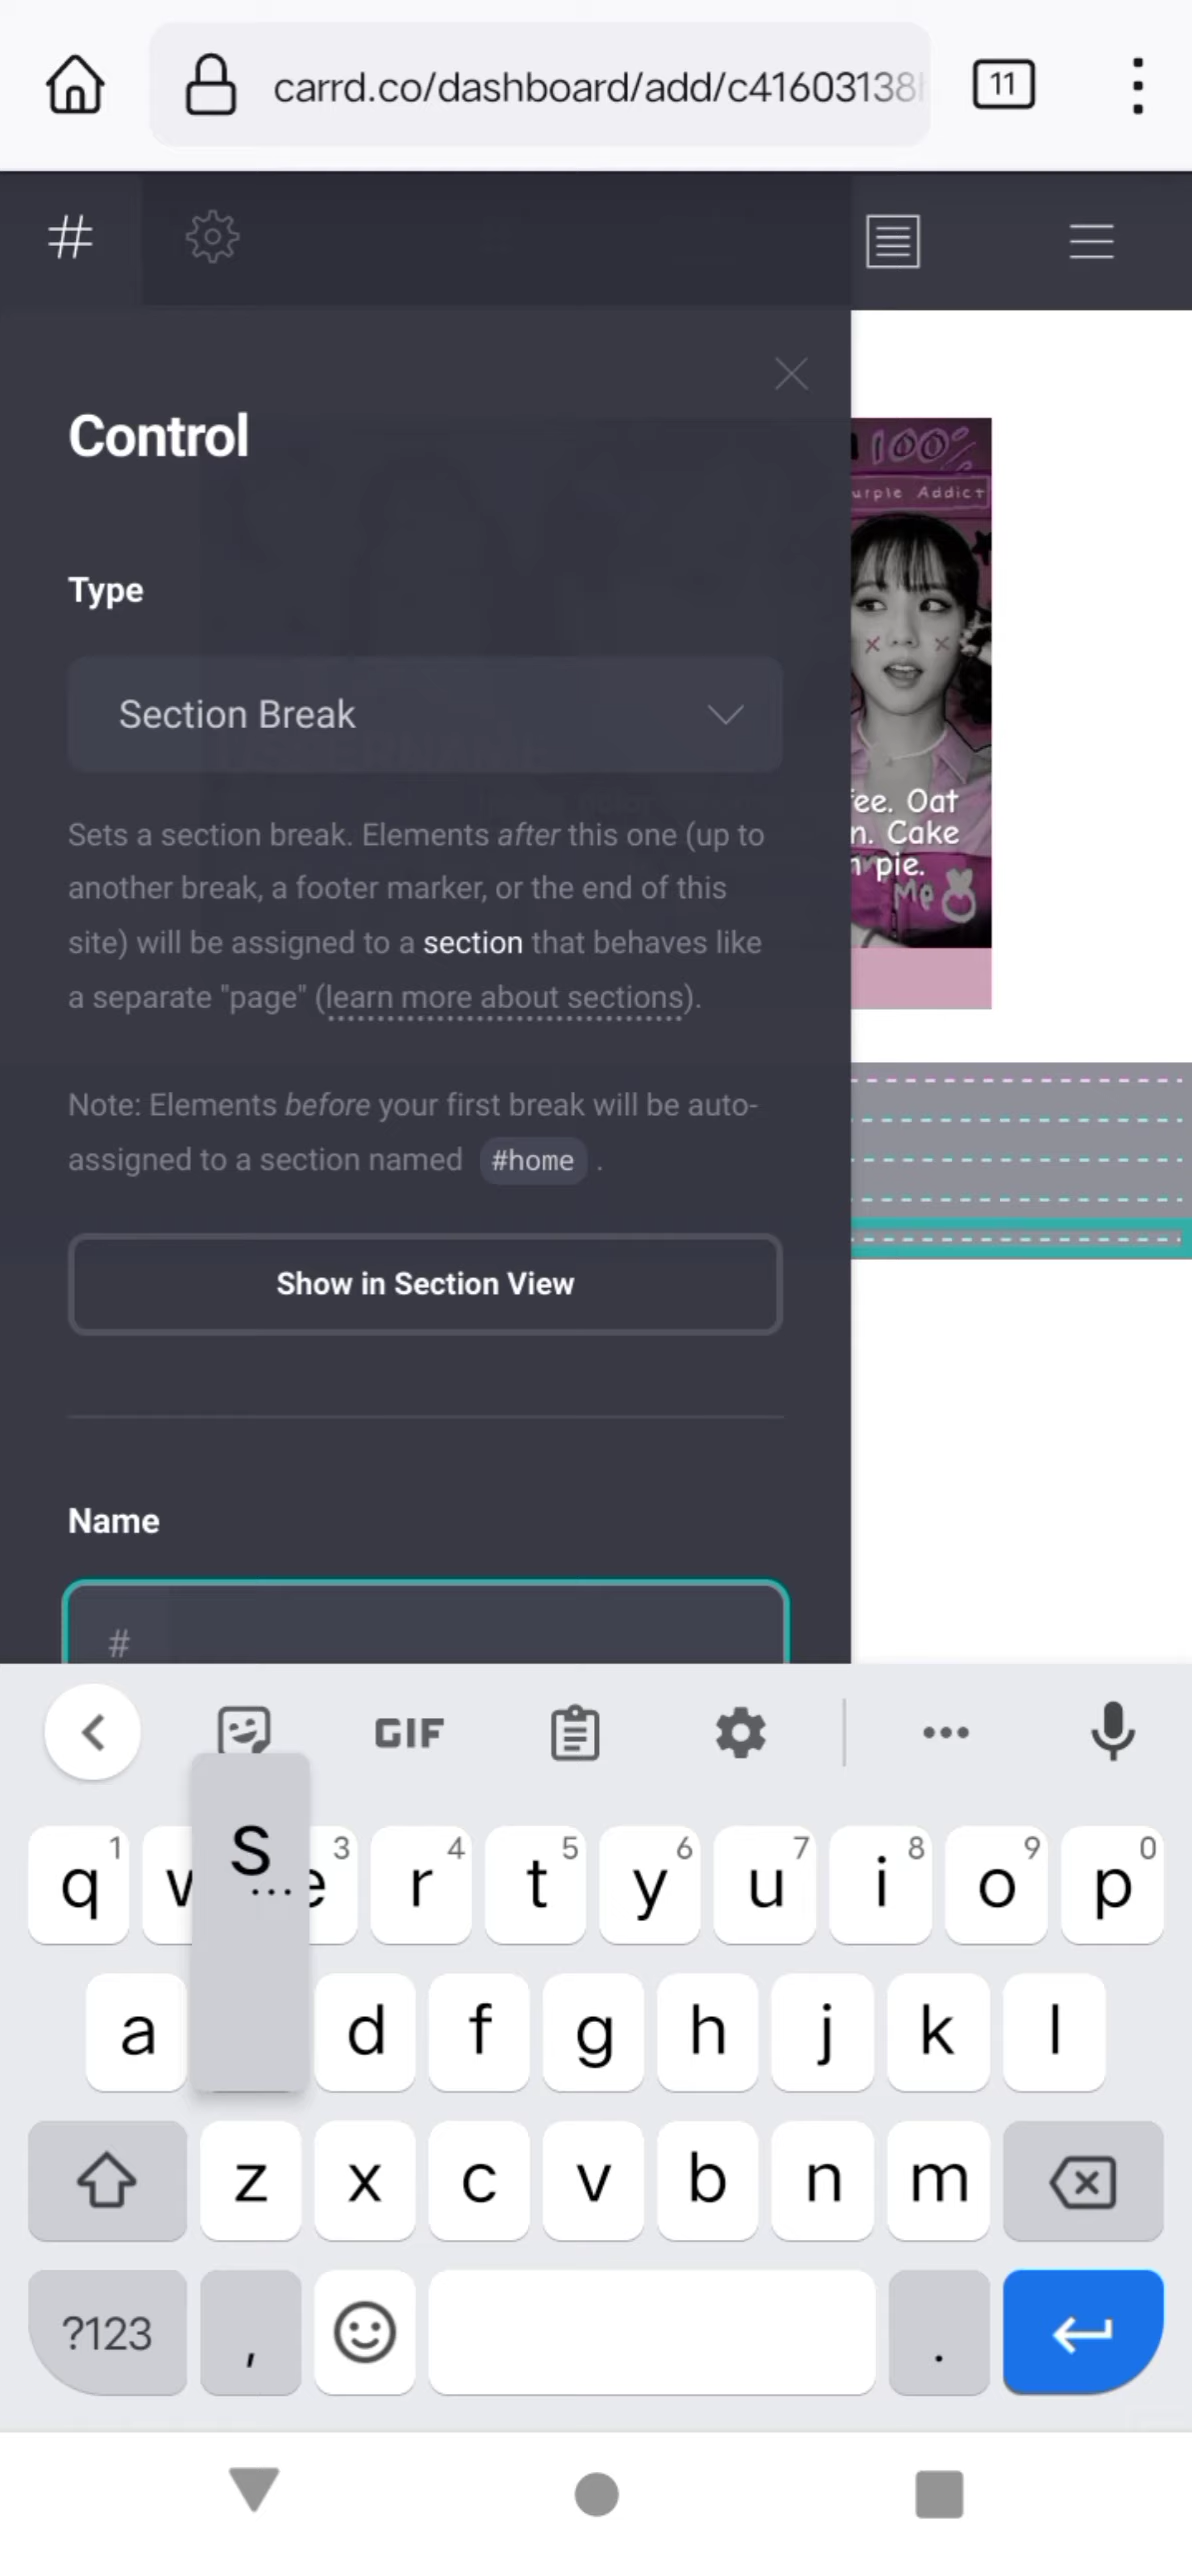 carrd.co/dashboard/add/c41603138
11
#
Control
Type
Section Break
Sets a section break. Elements after this one (up to
another break, a footer marker, or the end of this
site) will be assigned to a section that behaves like
a separate "page" (learn more about sections).
Note: Elements before your first break will be auto-
assigned to a section named #home .
Show in Section View
Name
#
100%
urple Addict
ee. Oat
n. Cake
pie.
Me
GIF
S
...
q 1 w e 3 r 4 t 5 y 6 u 7 i 8 o 9 p 0
a d f g h j k l
z x c v b n m
?123 , .